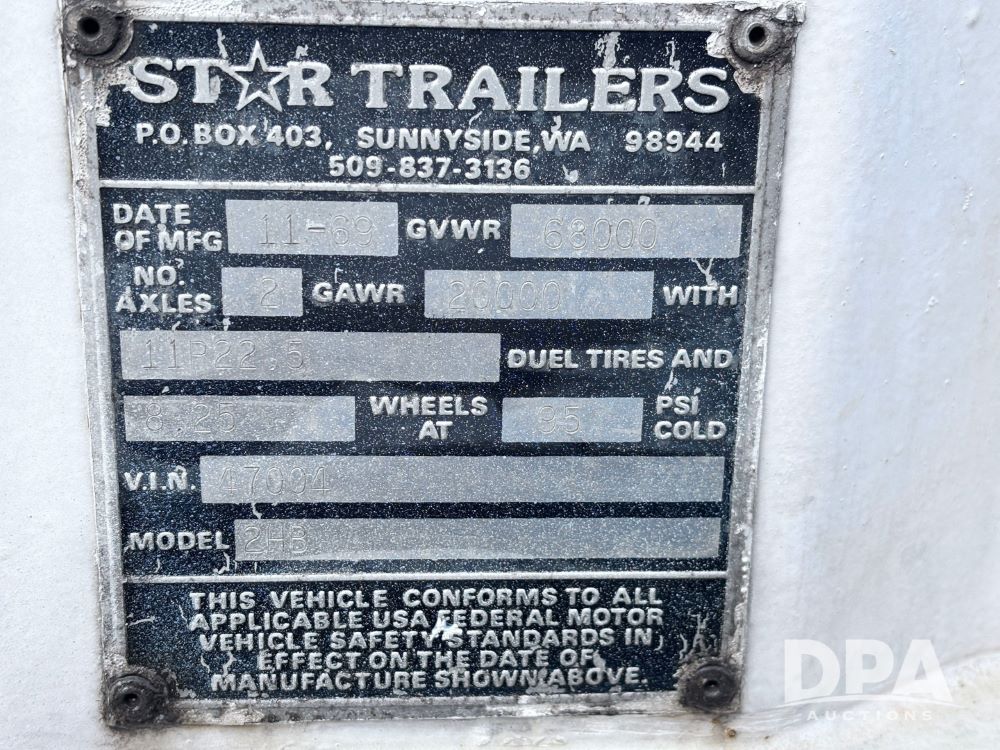 STAR TRAILERS
P.O. BOX 403, SUNNYSIDE, WA 98944
509-837-3136
DATE OF MFG 11-69 GVWR 68000
NO. AXLES 2 GAWR 20000 WITH
11R22.5 DUEL TIRES AND
8.25 WHEELS AT 95 PSI COLD
V.I.N. 47004
MODEL 2HB
THIS VEHICLE CONFORMS TO ALL
APPLICABLE USA FEDERAL MOTOR
VEHICLE SAFETY STANDARDS IN
EFFECT ON THE DATE OF
MANUFACTURE SHOWN ABOVE.
DPA
AUCTIONS